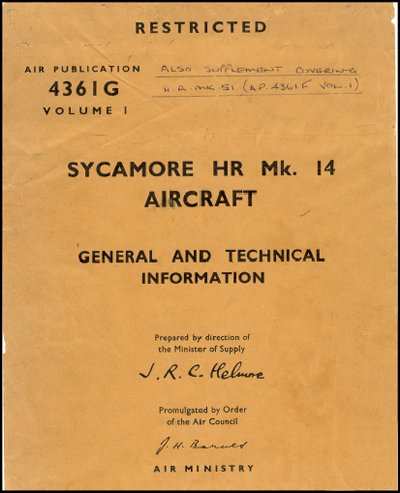 RESTRICTED
AIR PUBLICATION
4361G
VOLUME 1
ALSO SUPPLEMENT COVERING
H.R. MK. 51 (A.P. 4361F VOL. 1)
SYCAMORE HR Mk. 14
AIRCRAFT
GENERAL AND TECHNICAL
INFORMATION
Prepared by direction of
the Minister of Supply
J. R. C. Helmore
Promulgated by Order
of the Air Council
J. H. Barnes
AIR MINISTRY